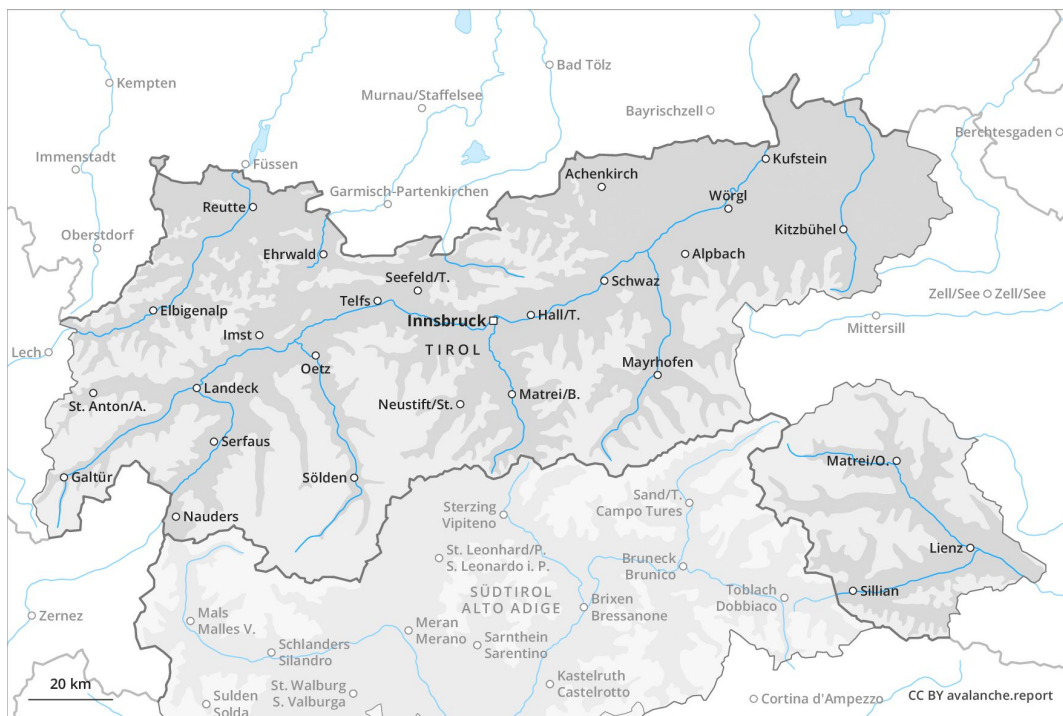 Kempten
Bad Tölz
Murnau/Staffelsee
Bayrischzell
Berchtesgaden
Immenstadt
Füssen
Kufstein
Achenkirch
Garmisch-Partenkirchen
Reutte
Wörgl
Oberstdorf
Kitzbühel
Ehrwald
Alpbach
Seefeld/T.
Schwaz
Zell/See
Zell/See
Telfs
Elbigenalp
Innsbruck
Hall/T.
Mittersill
Imst
TIROL
Lech
Oetz
Mayrhofen
Landeck
St. Anton/A.
Neustift/St.
Matrei/B.
Serfaus
Matrei/O.
Galtür
Sölden
Sand/T.
Campo Tures
Sterzing
Vipiteno
Nauders
Lienz
St. Leonhard/P.
S. Leonardo i. P.
Bruneck
Brunico
SÜDTIROL
ALTO ADIGE
Toblach
Dobbiaco
Sillian
Brixen
Bressanone
Zernez
Mals
Malles V.
Meran
Merano
Sarnthein
Sarentino
Schlanders
Silandro
Kastelruth
Castelrotto
20 km
St. Walburg
S. Valburga
Sulden
Solda
Cortina d'Ampezzo
CC BY avalanche.report